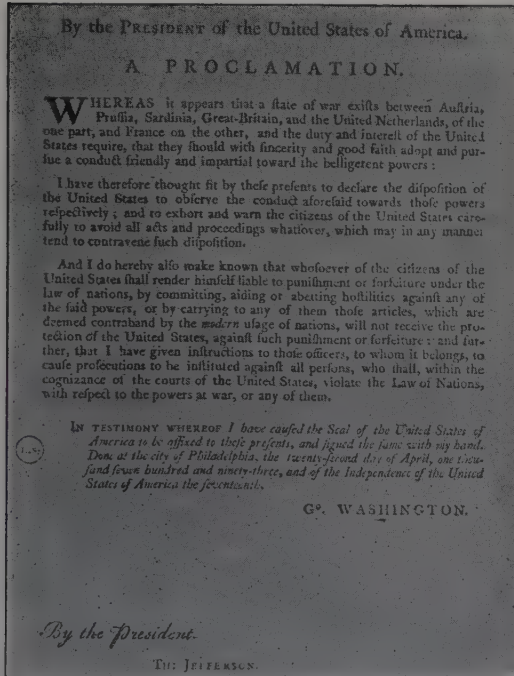 By the PRESIDENT of the United States of America.
A PROCLAMATION.
WHEREAS it appears that a ſtate of war exiſts between Auſtria,
Pruſſia, Sardinia, Great-Britain, and the United Netherlands, of the
one part, and France on the other, and the duty and intereſt of the United
States require, that they ſhould with ſincerity and good faith adopt and pur-
ſue a conduct friendly and impartial toward the belligerent powers:
I have therefore thought fit by theſe preſents to declare the diſpoſition of
the United States to obſerve the conduct aforeſaid towards thoſe powers
reſpectively; and to exhort and warn the citizens of the United States care-
fully to avoid all acts and proceedings whatſoever, which may in any manner
tend to contravene ſuch diſpoſition.
And I do hereby alſo make known that whoſoever of the citizens of the
United States ſhall render himſelf liable to puniſhment or forfeiture under the
law of nations, by committing, aiding or abetting hoſtilities againſt any of
the ſaid powers, or by carrying to any of them thoſe articles, which are
deemed contraband by the modern uſage of nations, will not receive the pro-
tection of the United States, againſt ſuch puniſhment or forfeiture: and fur-
ther, that I have given inſtructions to thoſe officers, to whom it belongs, to
cauſe proſecutions to be inſtituted againſt all perſons, who ſhall, within the
cognizance of the courts of the United States, violate the Law of Nations,
with reſpect to the powers at war, or any of them.
IN TESTIMONY WHEREOF I have cauſed the Seal of the United States of
America to be affixed to theſe preſents, and ſigned the ſame with my hand.
Done at the city of Philadelphia, the twenty-ſecond day of April, one thou-
ſand ſeven hundred and ninety-three, and of the Independence of the United
States of America the ſeventeenth.
Go. WASHINGTON.
By the President.
TH: JEFFERSON.